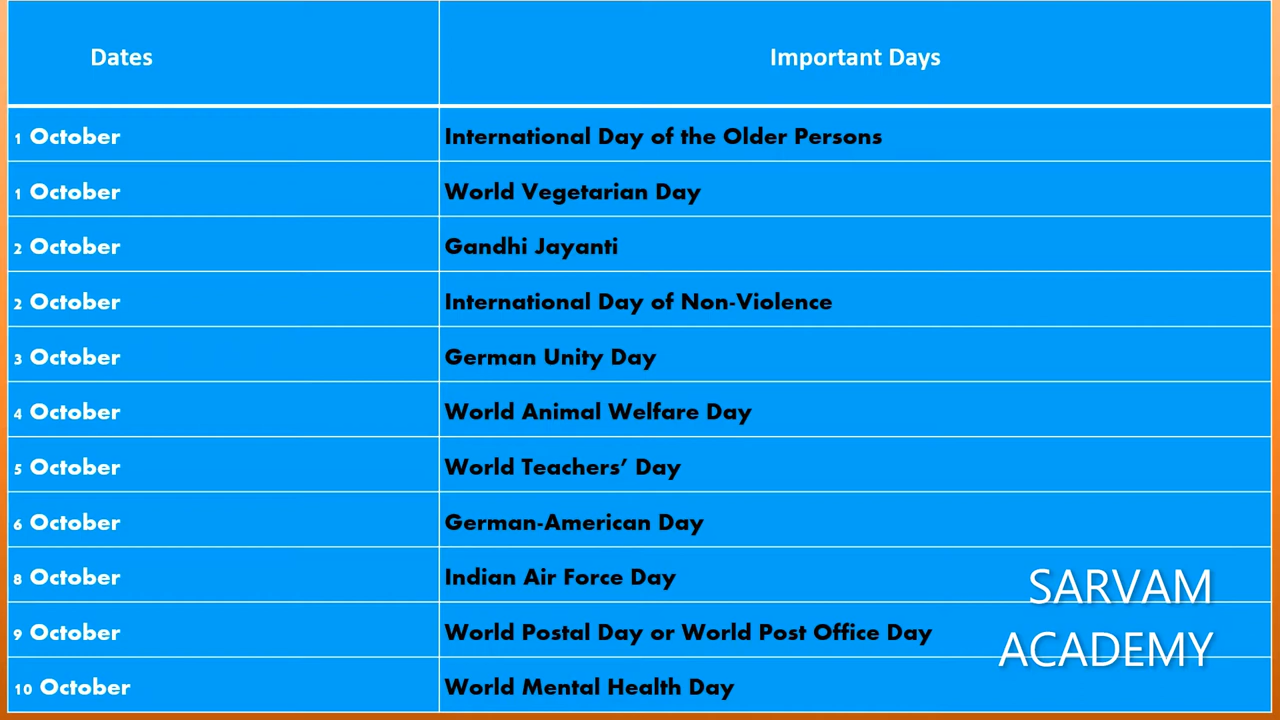 Dates Important Days
1 October International Day of the Older Persons
1 October World Vegetarian Day
2 October Gandhi Jayanti
2 October International Day of Non-Violence
3 October German Unity Day
4 October World Animal Welfare Day
5 October World Teachers’ Day
6 October German-American Day
8 October Indian Air Force Day
9 October World Postal Day or World Post Office Day
10 October World Mental Health Day
SARVAM
ACADEMY